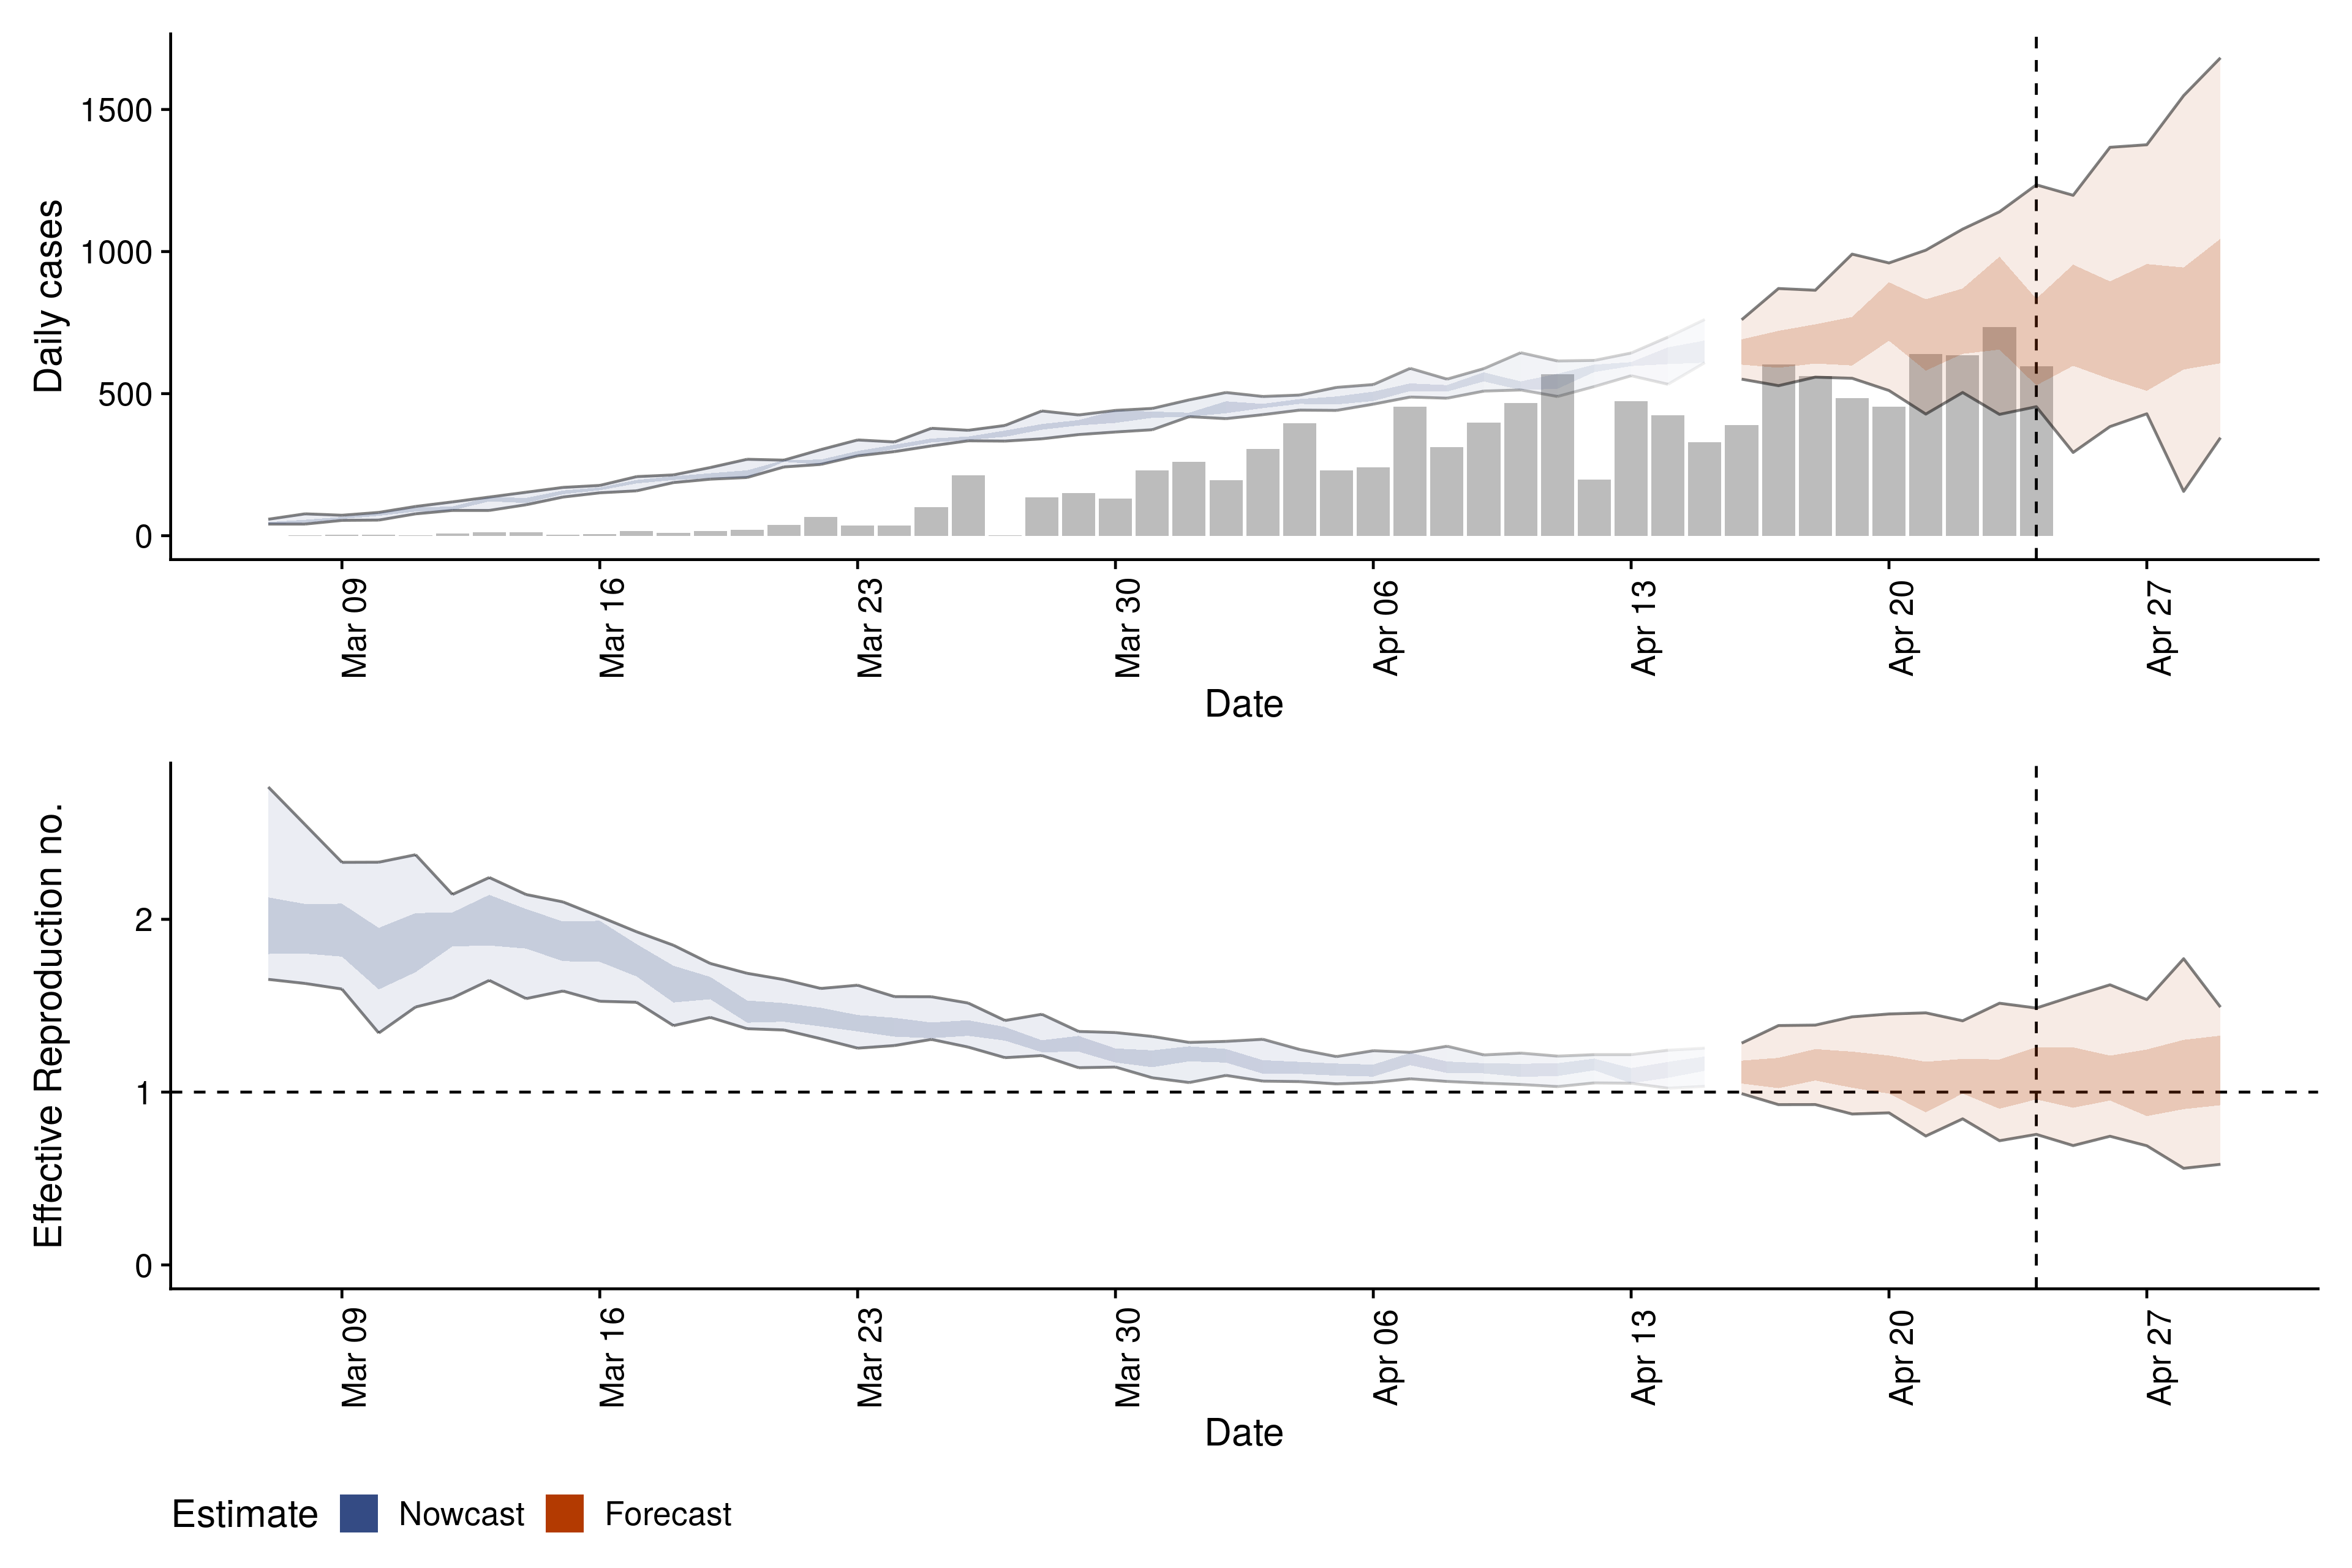 Daily cases
1500
1000
500
0
Mar 09
Mar 16
Mar 23
Mar 30
Apr 06
Apr 13
Apr 20
Apr 27
Date
Effective Reproduction no.
2
1
0
Mar 09
Mar 16
Mar 23
Mar 30
Apr 06
Apr 13
Apr 20
Apr 27
Date
Estimate Nowcast Forecast